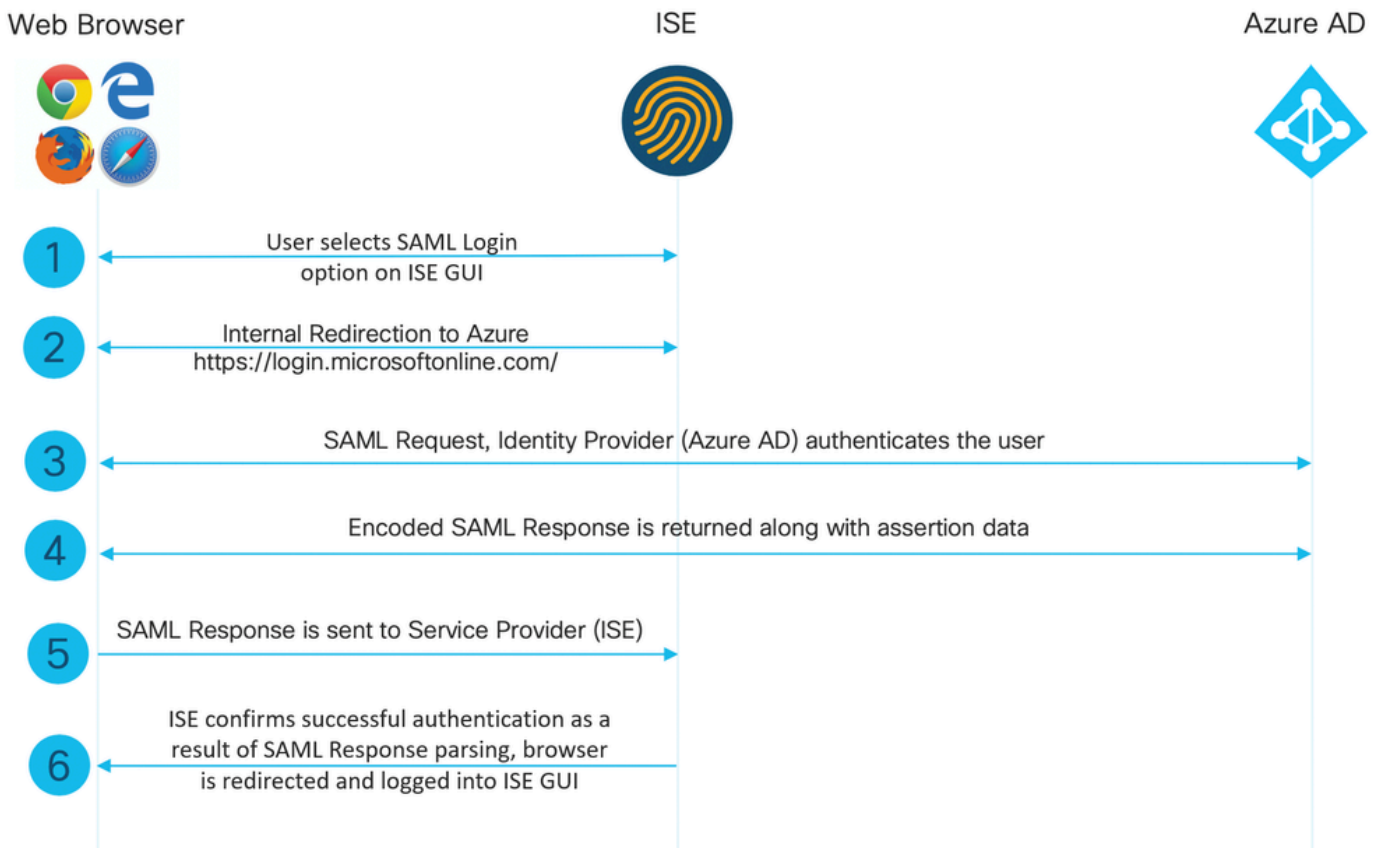 Web Browser
ISE
Azure AD
1
User selects SAML Login
option on ISE GUI
2
Internal Redirection to Azure
https://login.microsoftonline.com/
3
SAML Request, Identity Provider (Azure AD) authenticates the user
4
Encoded SAML Response is returned along with assertion data
5
SAML Response is sent to Service Provider (ISE)
6
ISE confirms successful authentication as a
result of SAML Response parsing, browser
is redirected and logged into ISE GUI